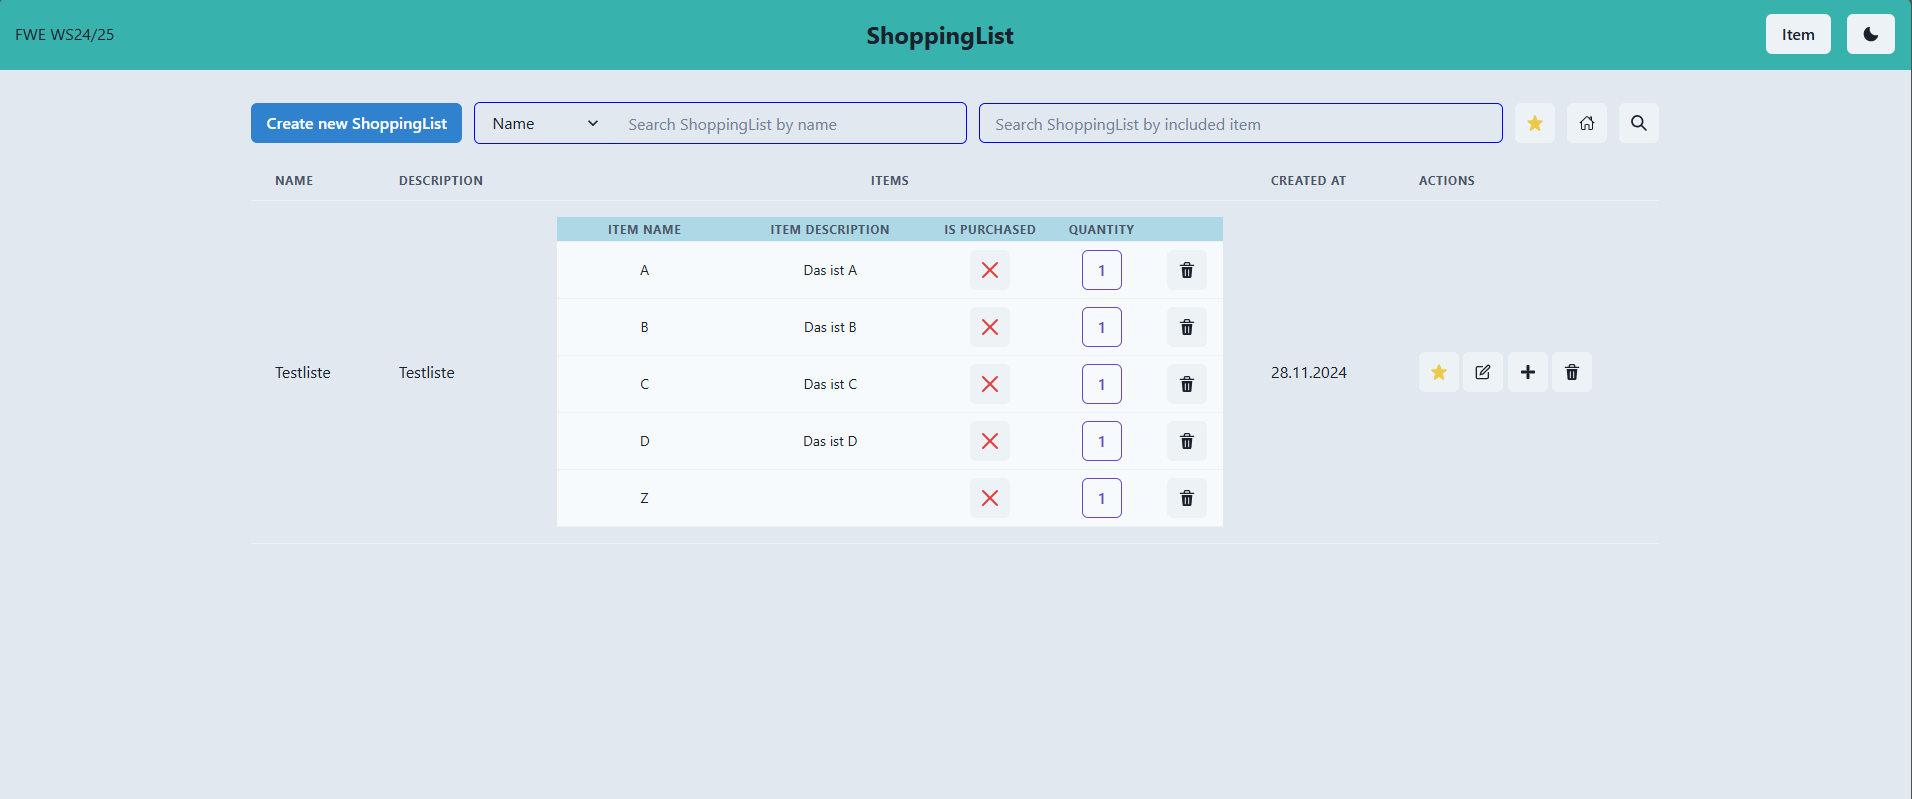 FWE WS24/25
ShoppingList
Item
Create new ShoppingList
Name
Search ShoppingList by name
Search ShoppingList by included item
NAME DESCRIPTION ITEMS CREATED AT ACTIONS
ITEM NAME ITEM DESCRIPTION IS PURCHASED QUANTITY
A Das ist A 1
B Das ist B 1
C Das ist C 1
Testliste Testliste 28.11.2024
D Das ist D 1
Z 1